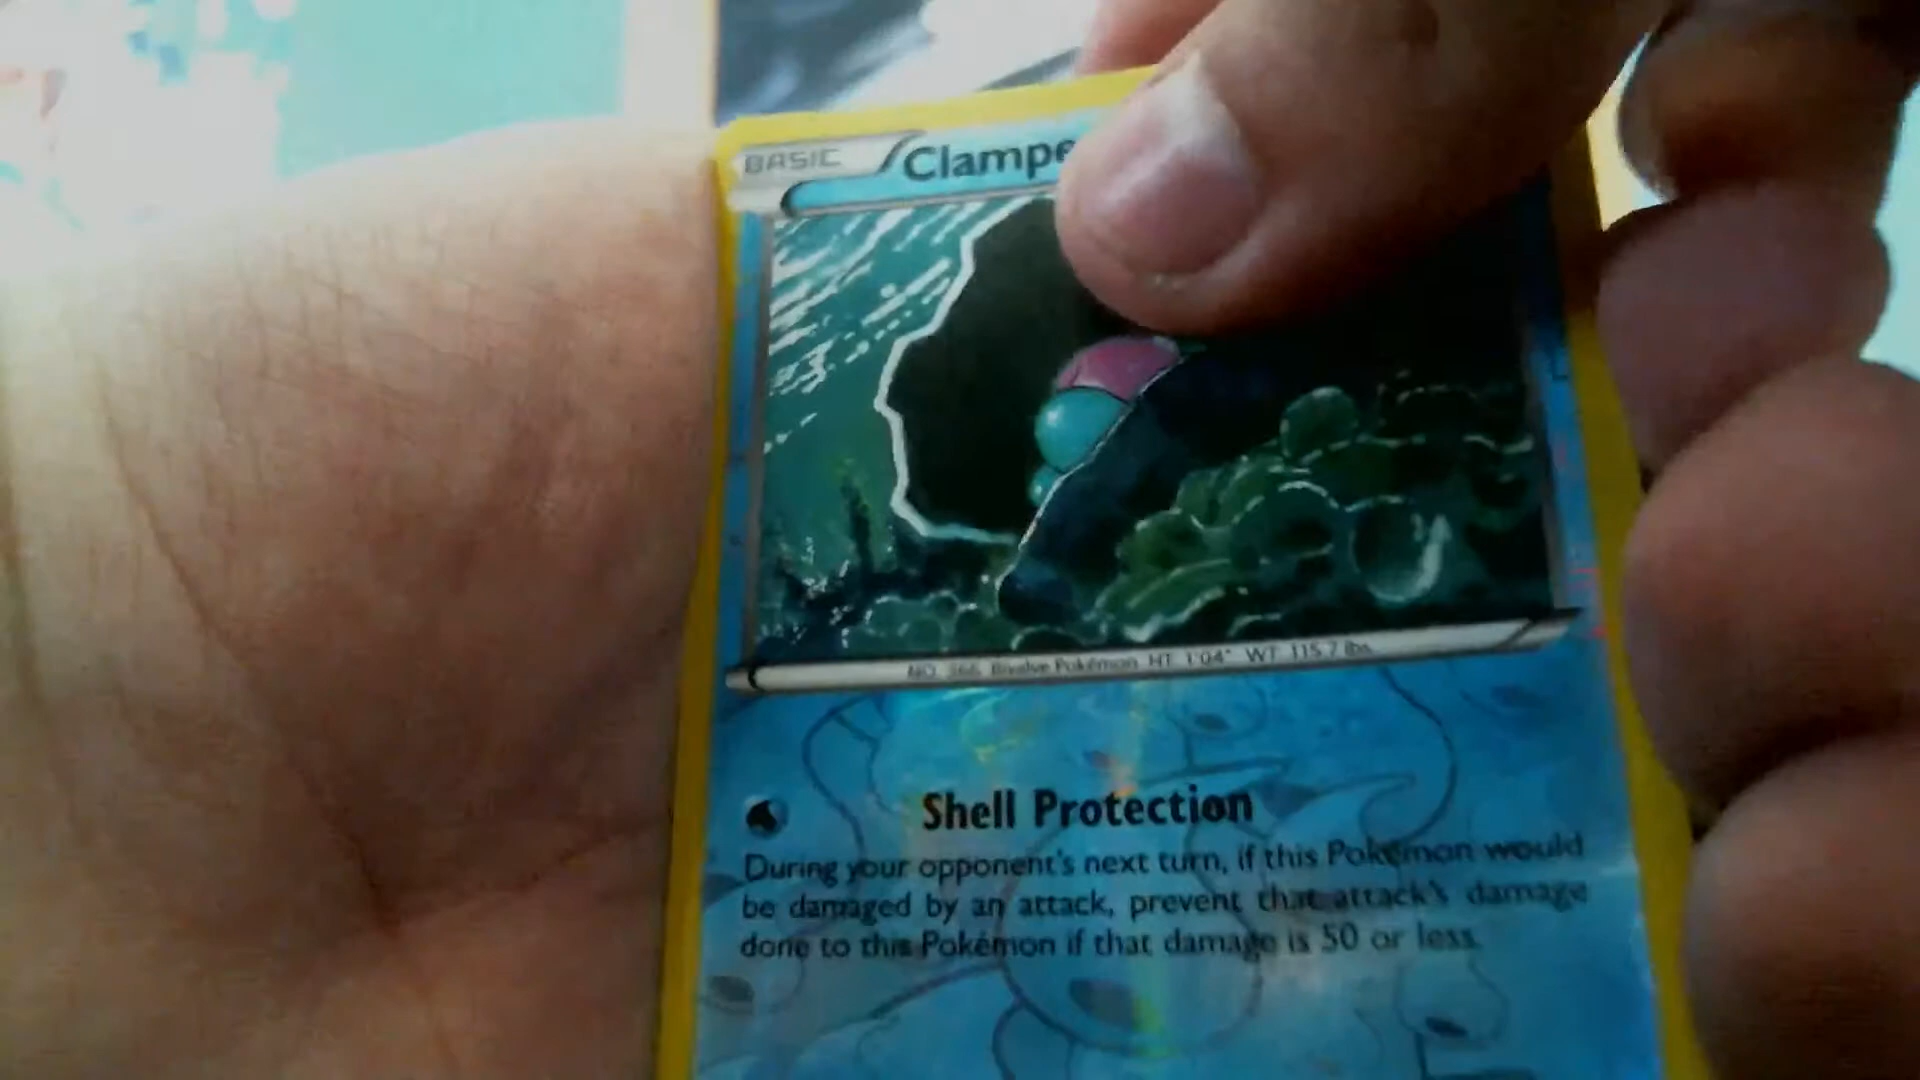 BASIC
Clampe
NO. 366 Bivalve Pokémon HT 1'04" WT 115.7 lbs.
Shell Protection
During your opponent's next turn, if this Pokémon would
be damaged by an attack, prevent that attack's damage
done to this Pokémon if that damage is 50 or less.